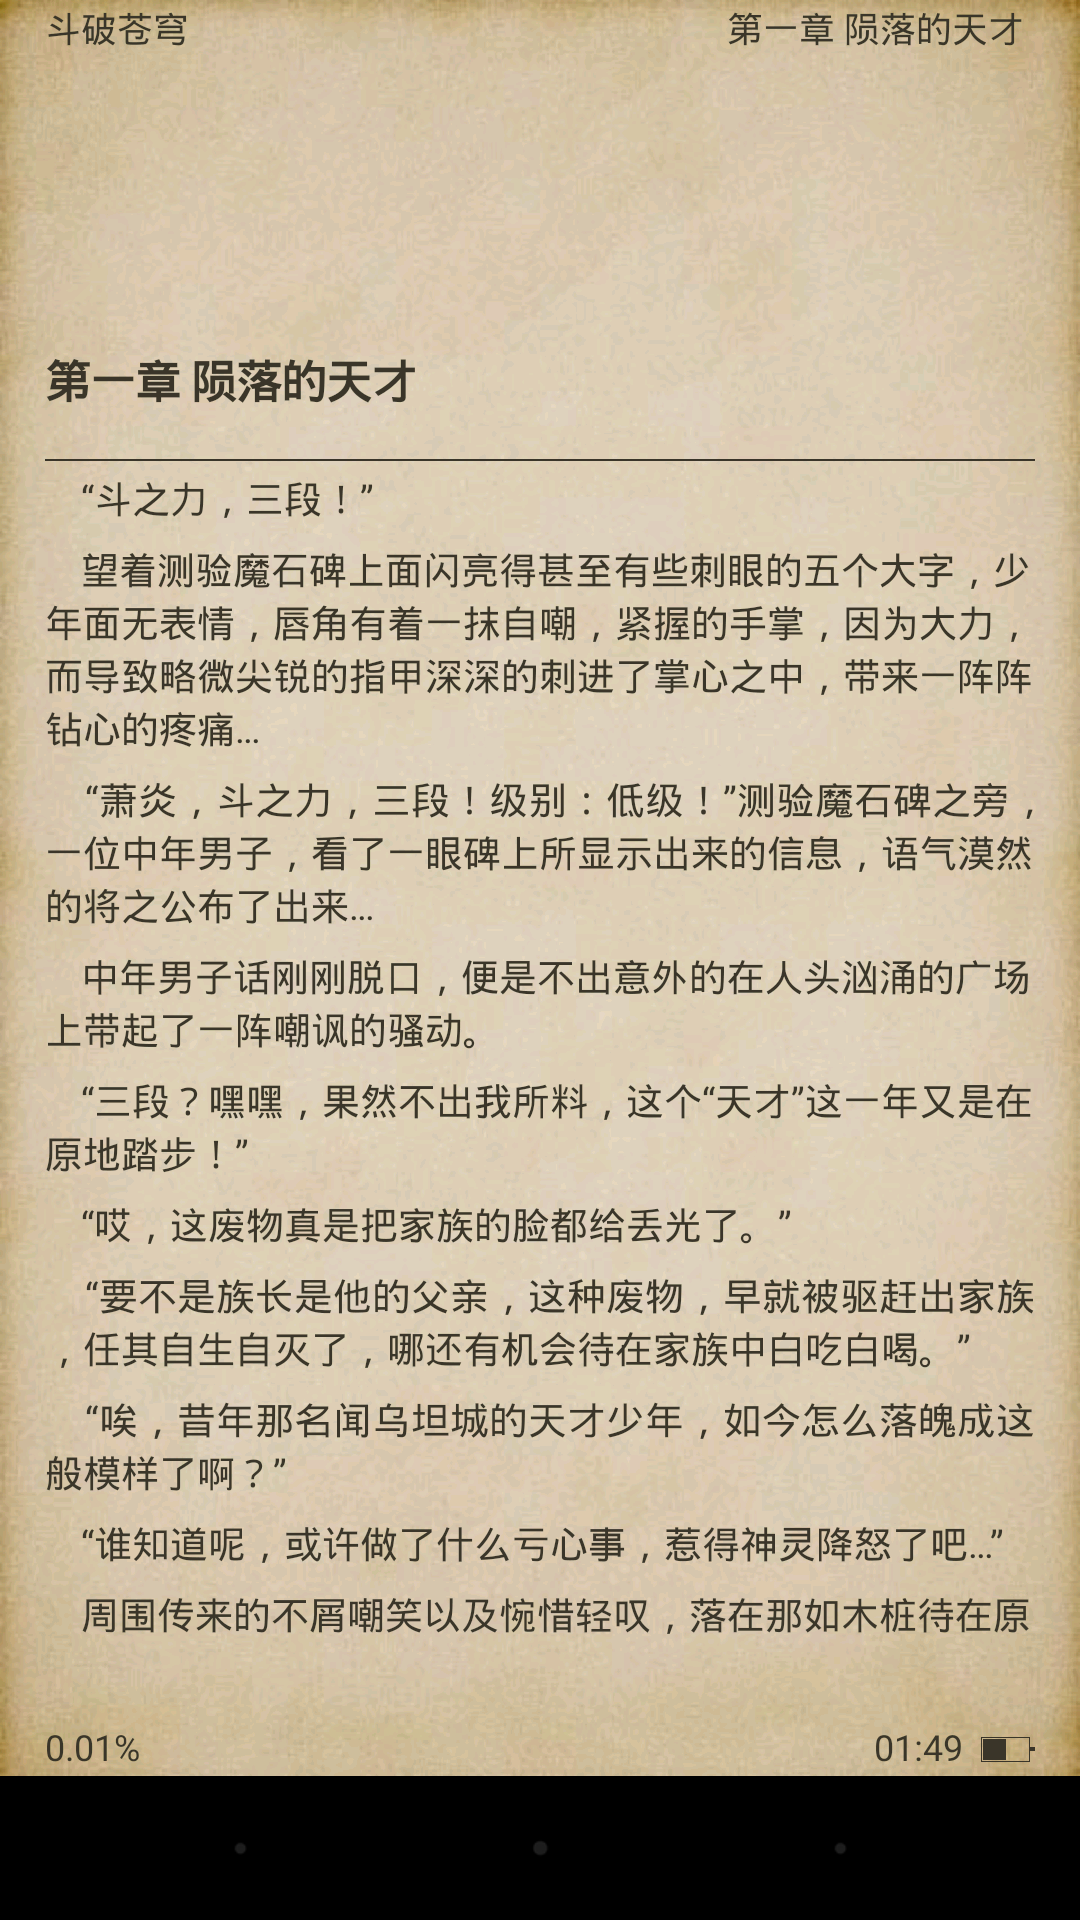 斗破苍穹
第一章 陨落的天才
第一章 陨落的天才
“斗之力，三段！”
望着测验魔石碑上面闪亮得甚至有些刺眼的五个大字，少
年面无表情，唇角有着一抹自嘲，紧握的手掌，因为大力，
而导致略微尖锐的指甲深深的刺进了掌心之中，带来一阵阵
钻心的疼痛...
“萧炎，斗之力，三段！级别：低级！”测验魔石碑之旁，
一位中年男子，看了一眼碑上所显示出来的信息，语气漠然
的将之公布了出来...
中年男子话刚刚脱口，便是不出意外的在人头汹涌的广场
上带起了一阵嘲讽的骚动。
“三段？嘿嘿，果然不出我所料，这个“天才”这一年又是在
原地踏步！”
“哎，这废物真是把家族的脸都给丢光了。”
“要不是族长是他的父亲，这种废物，早就被驱赶出家族
，任其自生自灭了，哪还有机会待在家族中白吃白喝。”
“唉，昔年那名闻乌坦城的天才少年，如今怎么落魄成这
般模样了啊？”
“谁知道呢，或许做了什么亏心事，惹得神灵降怒了吧...”
周围传来的不屑嘲笑以及惋惜轻叹，落在那如木桩待在原
0.01%
01:49